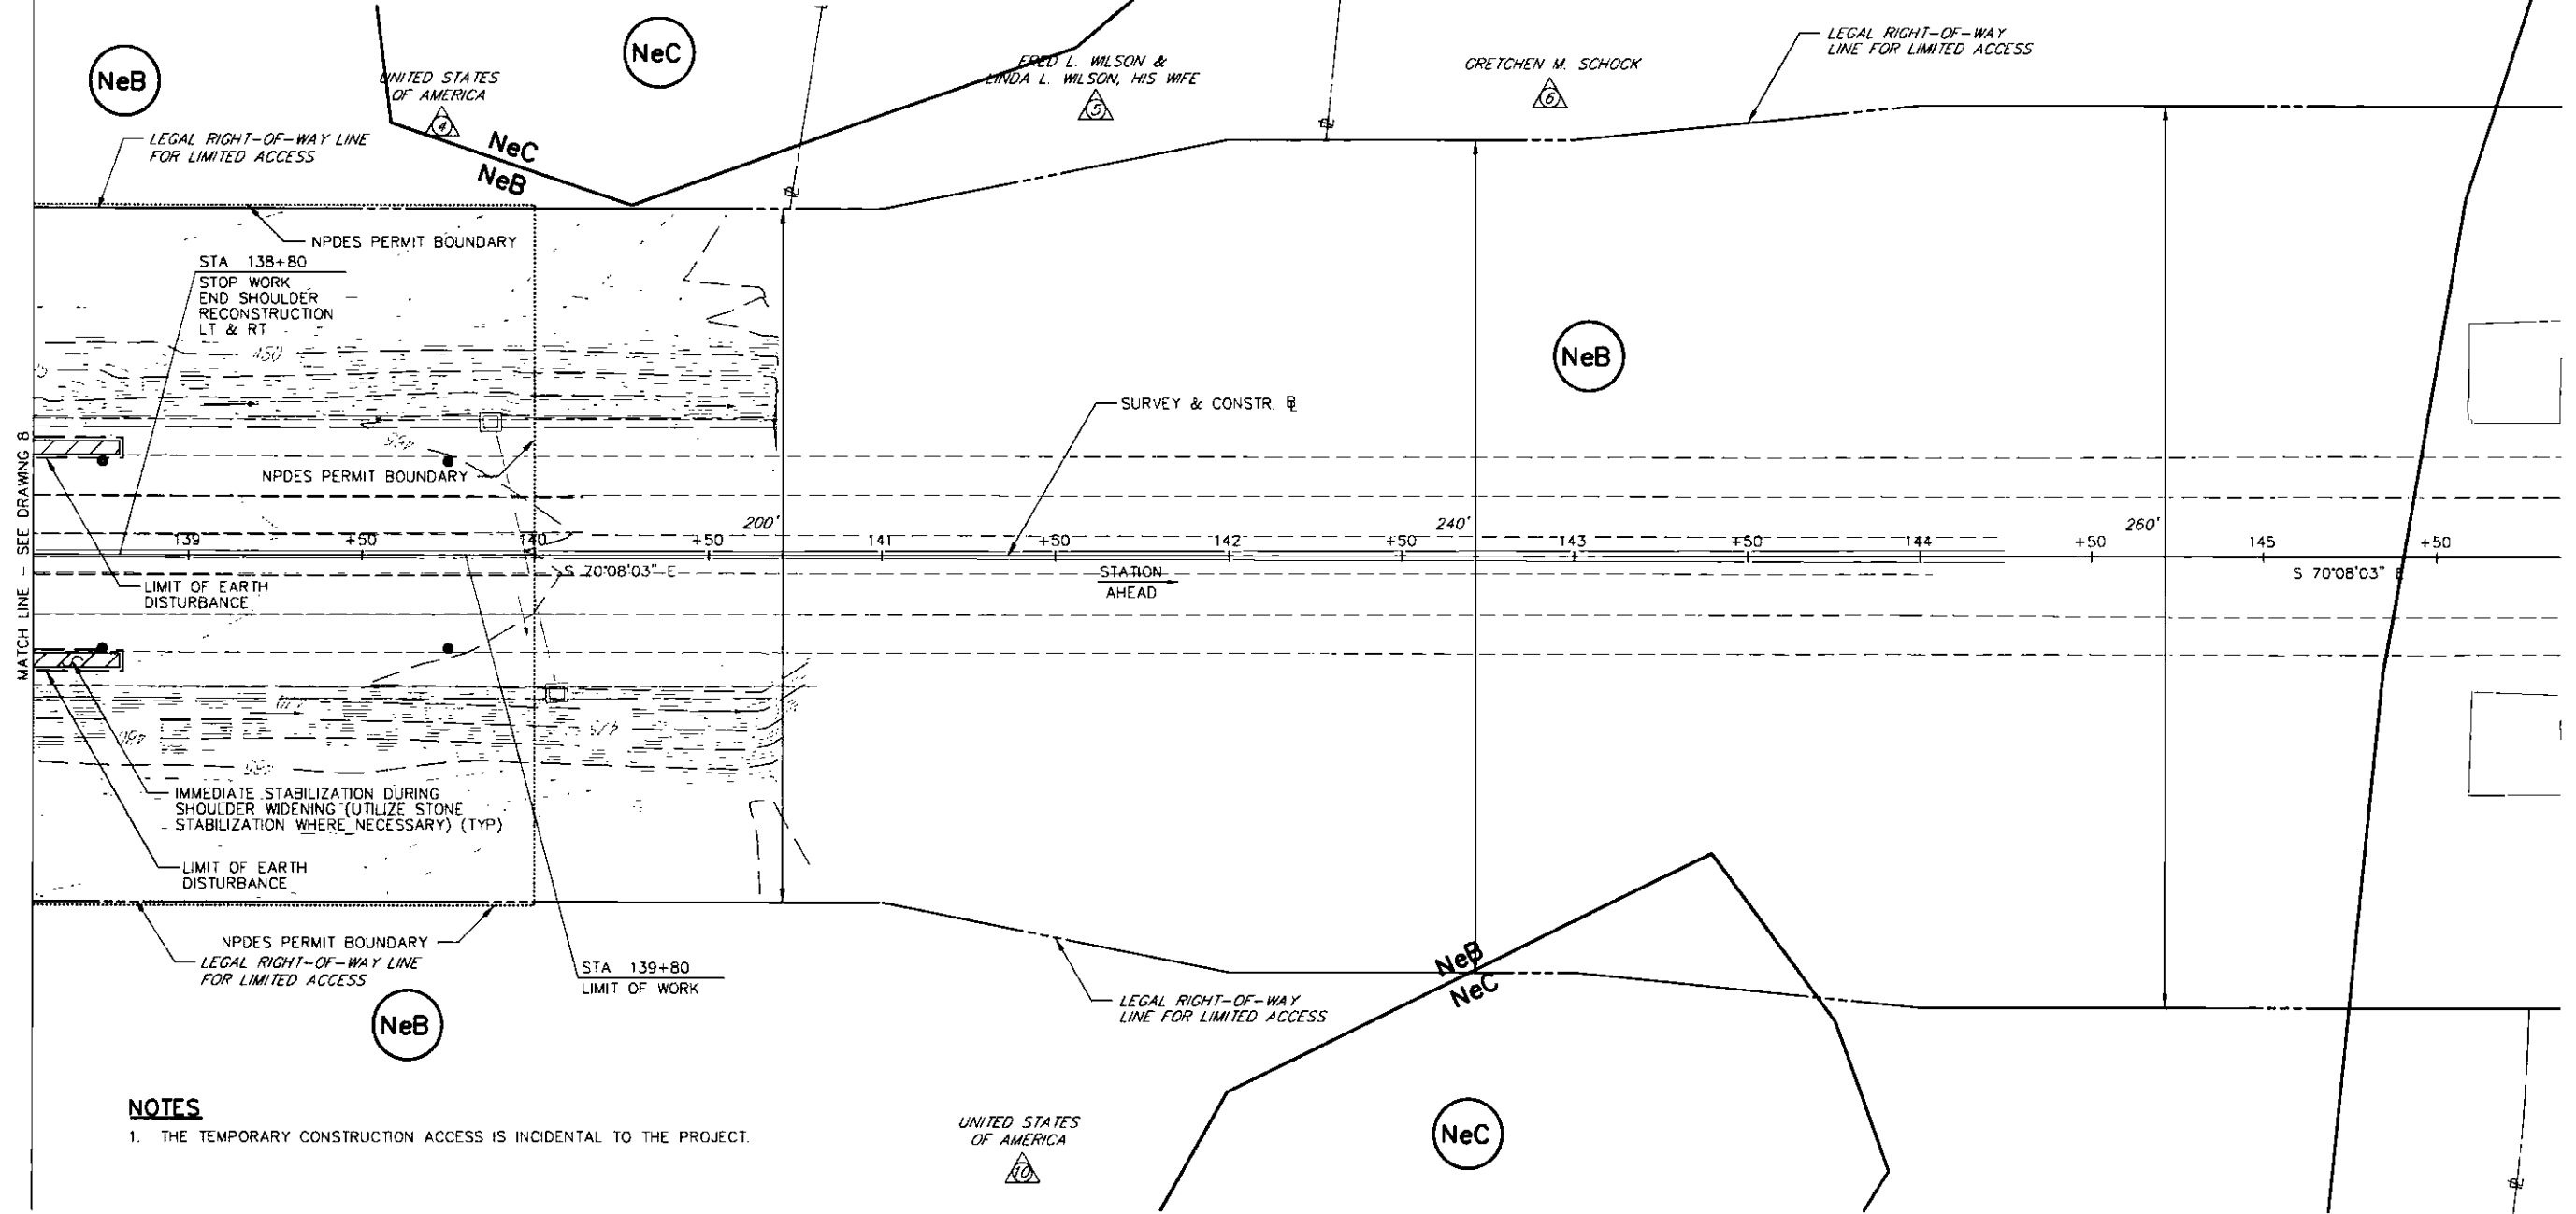 NeB
NeC
UNITED STATES
OF AMERICA
4
FRED L. WILSON &
LINDA L. WILSON, HIS WIFE
5
GRETCHEN M. SCHOCK
6
LEGAL RIGHT-OF-WAY
LINE FOR LIMITED ACCESS
LEGAL RIGHT-OF-WAY LINE
FOR LIMITED ACCESS
NeC
NeB
NPDES PERMIT BOUNDARY
STA 138+80
STOP WORK
END SHOULDER
RECONSTRUCTION
LT & RT
450
NeB
SURVEY & CONSTR. BL
MATCH LINE - SEE DRAWING 8
NPDES PERMIT BOUNDARY
200'
240'
260'
139
+50
140
+50
141
+50
142
+50
143
+50
144
+50
145
+50
S 70°08'03" E
STATION
AHEAD
S 70°08'03" E
LIMIT OF EARTH
DISTURBANCE
IMMEDIATE STABILIZATION DURING
SHOULDER WIDENING (UTILIZE STONE
STABILIZATION WHERE NECESSARY) (TYP)
LIMIT OF EARTH
DISTURBANCE
NPDES PERMIT BOUNDARY
LEGAL RIGHT-OF-WAY LINE
FOR LIMITED ACCESS
STA 139+80
LIMIT OF WORK
NeB
NeC
LEGAL RIGHT-OF-WAY
LINE FOR LIMITED ACCESS
NeB
NOTES
1. THE TEMPORARY CONSTRUCTION ACCESS IS INCIDENTAL TO THE PROJECT.
UNITED STATES
OF AMERICA
10
NeC